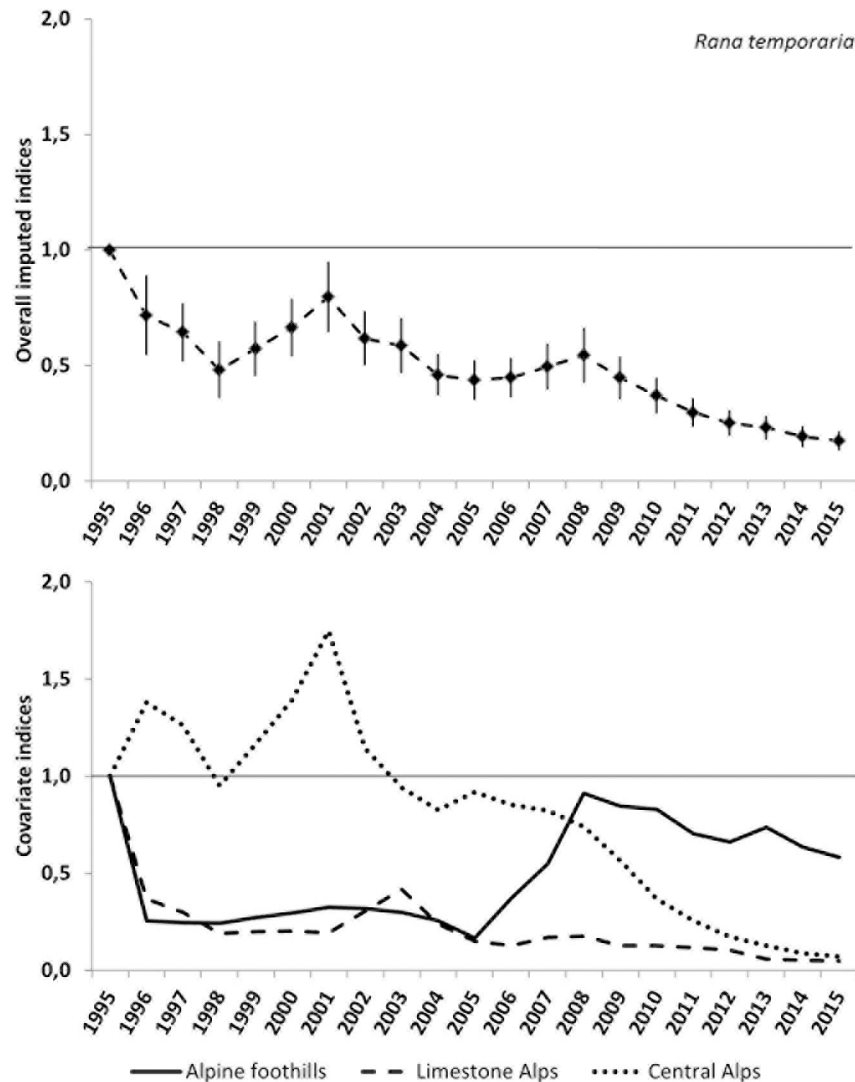 Rana temporaria
Overall imputed indices
2,0
1,5
1,0
0,5
0,0
1995 1996 1997 1998 1999 2000 2001 2002 2003 2004 2005 2006 2007 2008 2009 2010 2011 2012 2013 2014 2015
Covariate indices
2,0
1,5
1,0
0,5
0,0
1995 1996 1997 1998 1999 2000 2001 2002 2003 2004 2005 2006 2007 2008 2009 2010 2011 2012 2013 2014 2015
Alpine foothills Limestone Alps Central Alps